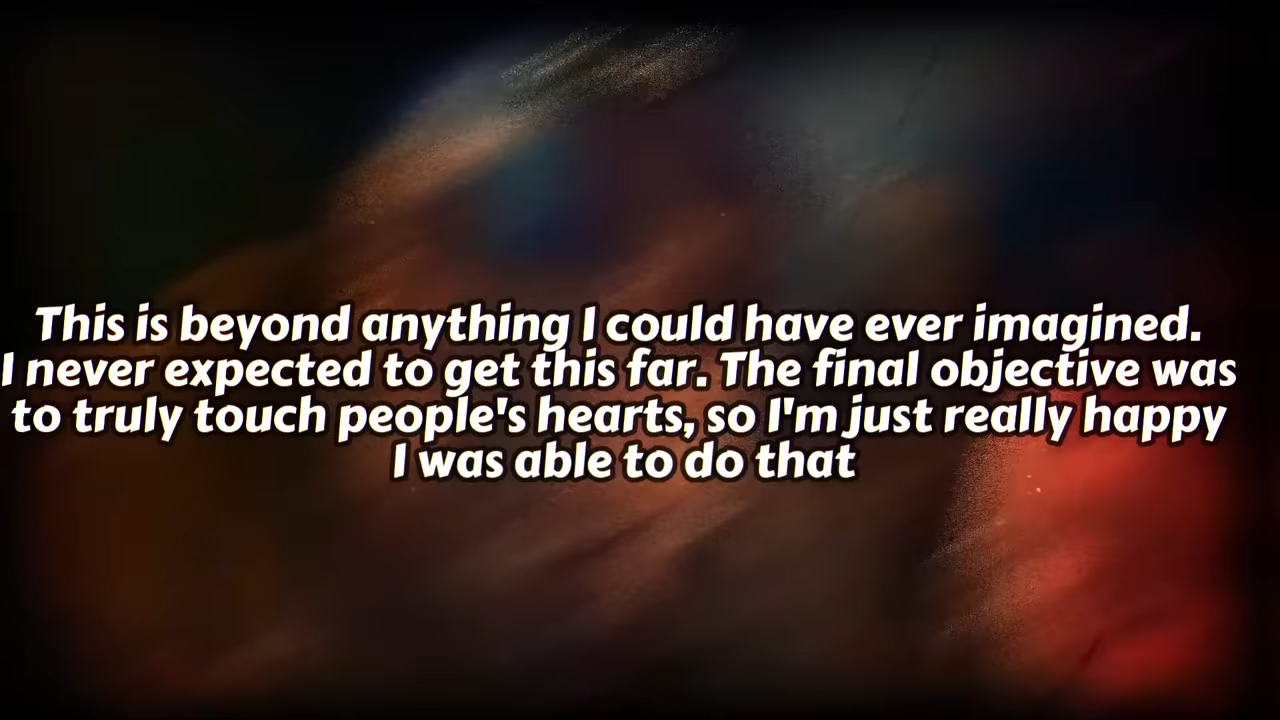 This is beyond anything I could have ever imagined.
I never expected to get this far. The final objective was
to truly touch people's hearts, so I'm just really happy
I was able to do that